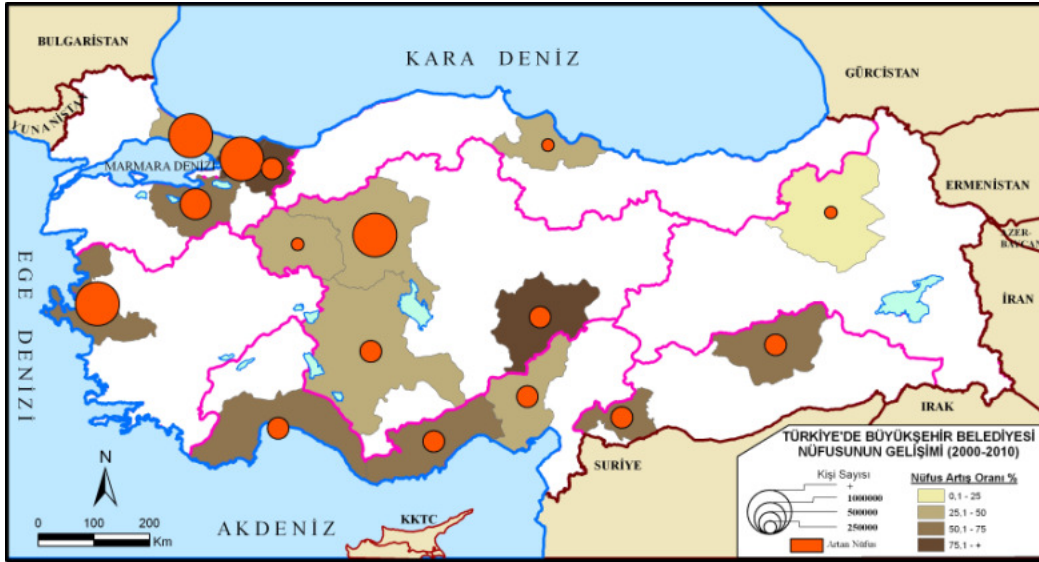 BULGARİSTAN
KARA DENİZ
GÜRCİSTAN
YUNANİSTAN
MARMARA DENİZİ
ERMENİSTAN
AZER-
BAYCAN
EGE DENİZİ
İRAN
IRAK
SURİYE
N
0 100 200
Km
AKDENİZ
KKTC
TÜRKİYE'DE BÜYÜKŞEHİR BELEDİYESİ
NÜFUSUNUN GELİŞİMİ (2000-2010)
Kişi Sayısı
+
1000000
500000
250000
Artan Nüfus
Nüfus Artış Oranı %
0,1 - 25
25,1 - 50
50,1 - 75
75,1 - +